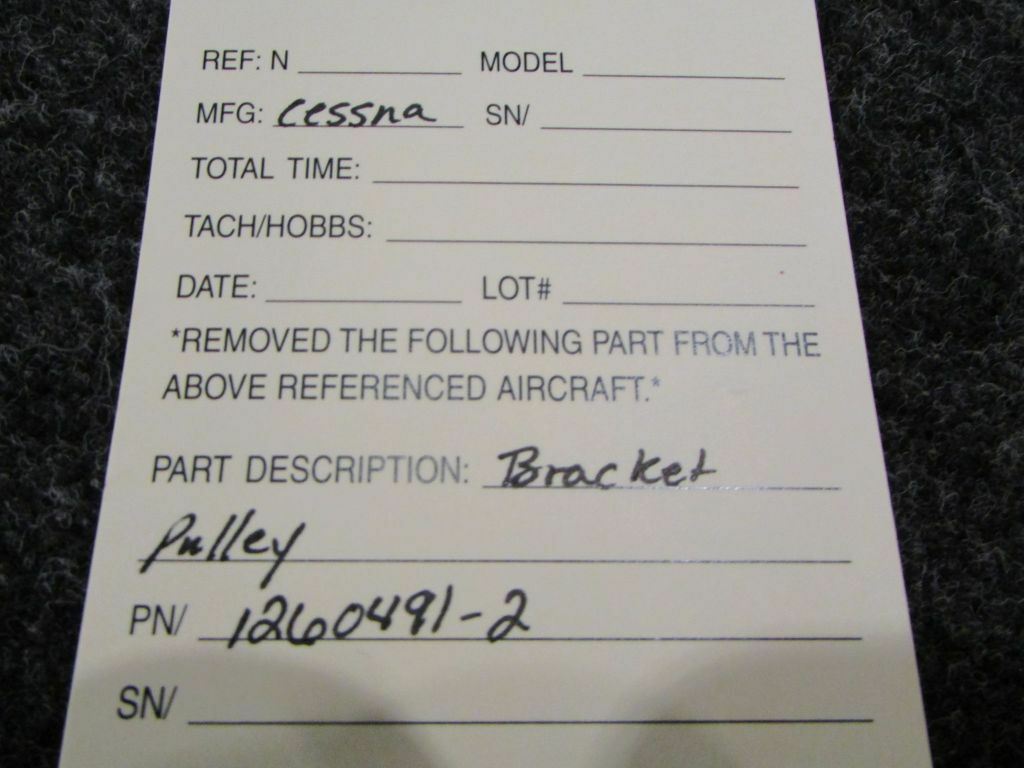 REF: N MODEL
MFG: Cessna SN/
TOTAL TIME:
TACH/HOBBS:
DATE: LOT#
*REMOVED THE FOLLOWING PART FROM THE
ABOVE REFERENCED AIRCRAFT.*
PART DESCRIPTION: Bracket
Pulley
PN/ 1260491-2
SN/